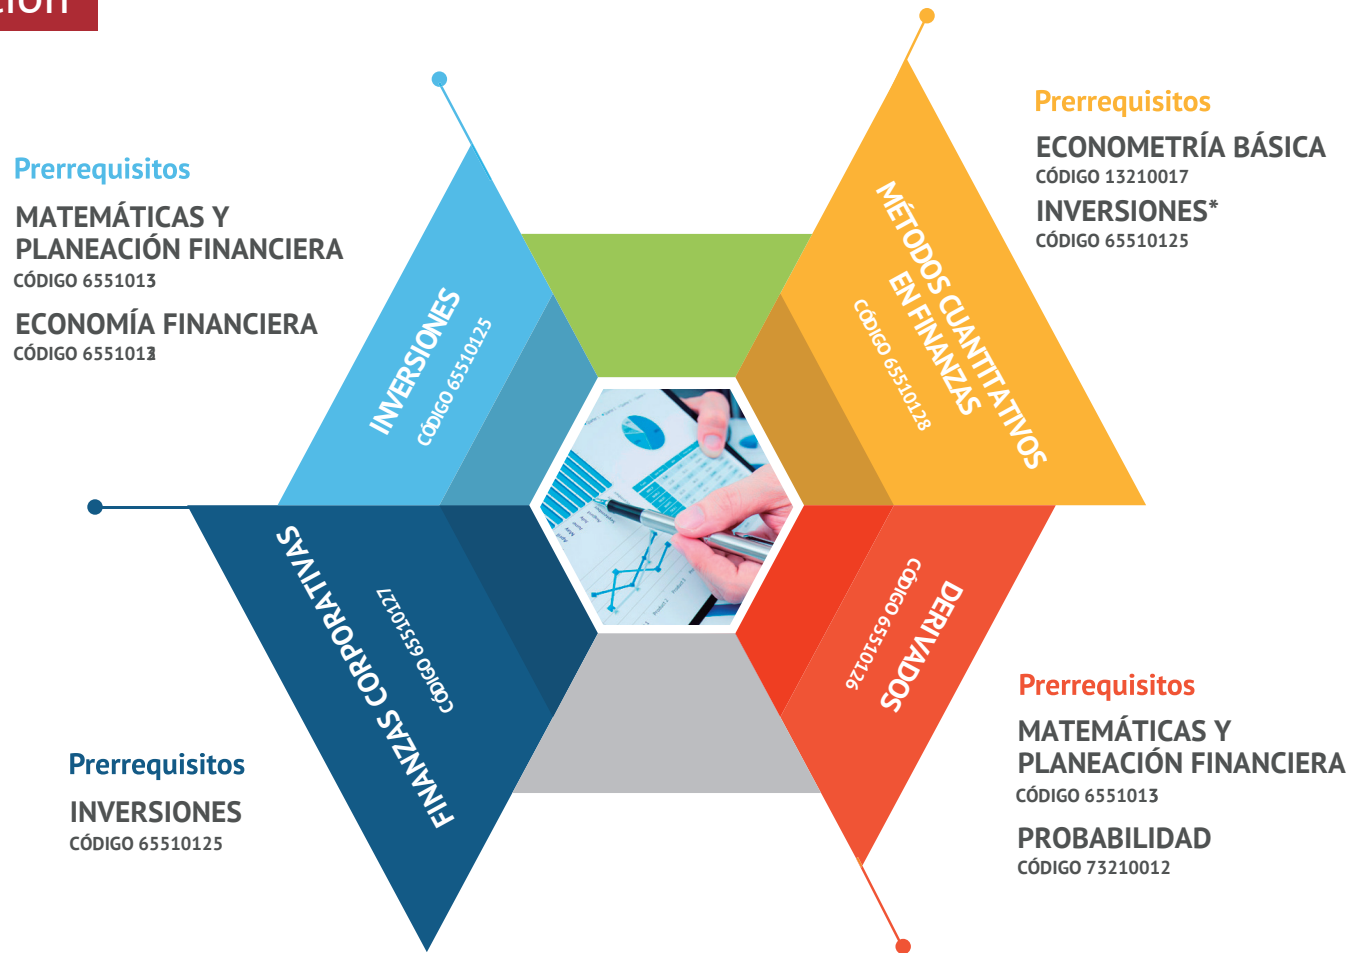 Prerrequisitos
MATEMÁTICAS Y
PLANEACIÓN FINANCIERA
CÓDIGO 6551013
ECONOMÍA FINANCIERA
INVERSIONES
CÓDIGO 65510125
Prerrequisitos
ECONOMETRÍA BÁSICA
CÓDIGO 13210017
INVERSIONES*
CÓDIGO 65510125
MÉTODOS CUANTITATIVOS
EN FINANZAS
CÓDIGO 65510128
FINANZAS CORPORATIVAS
CÓDIGO 65510127
Prerrequisitos
INVERSIONES
CÓDIGO 65510125
DERIVADOS
CÓDIGO 65510126
Prerrequisitos
MATEMÁTICAS Y
PLANEACIÓN FINANCIERA
CÓDIGO 6551013
PROBABILIDAD
CÓDIGO 73210012